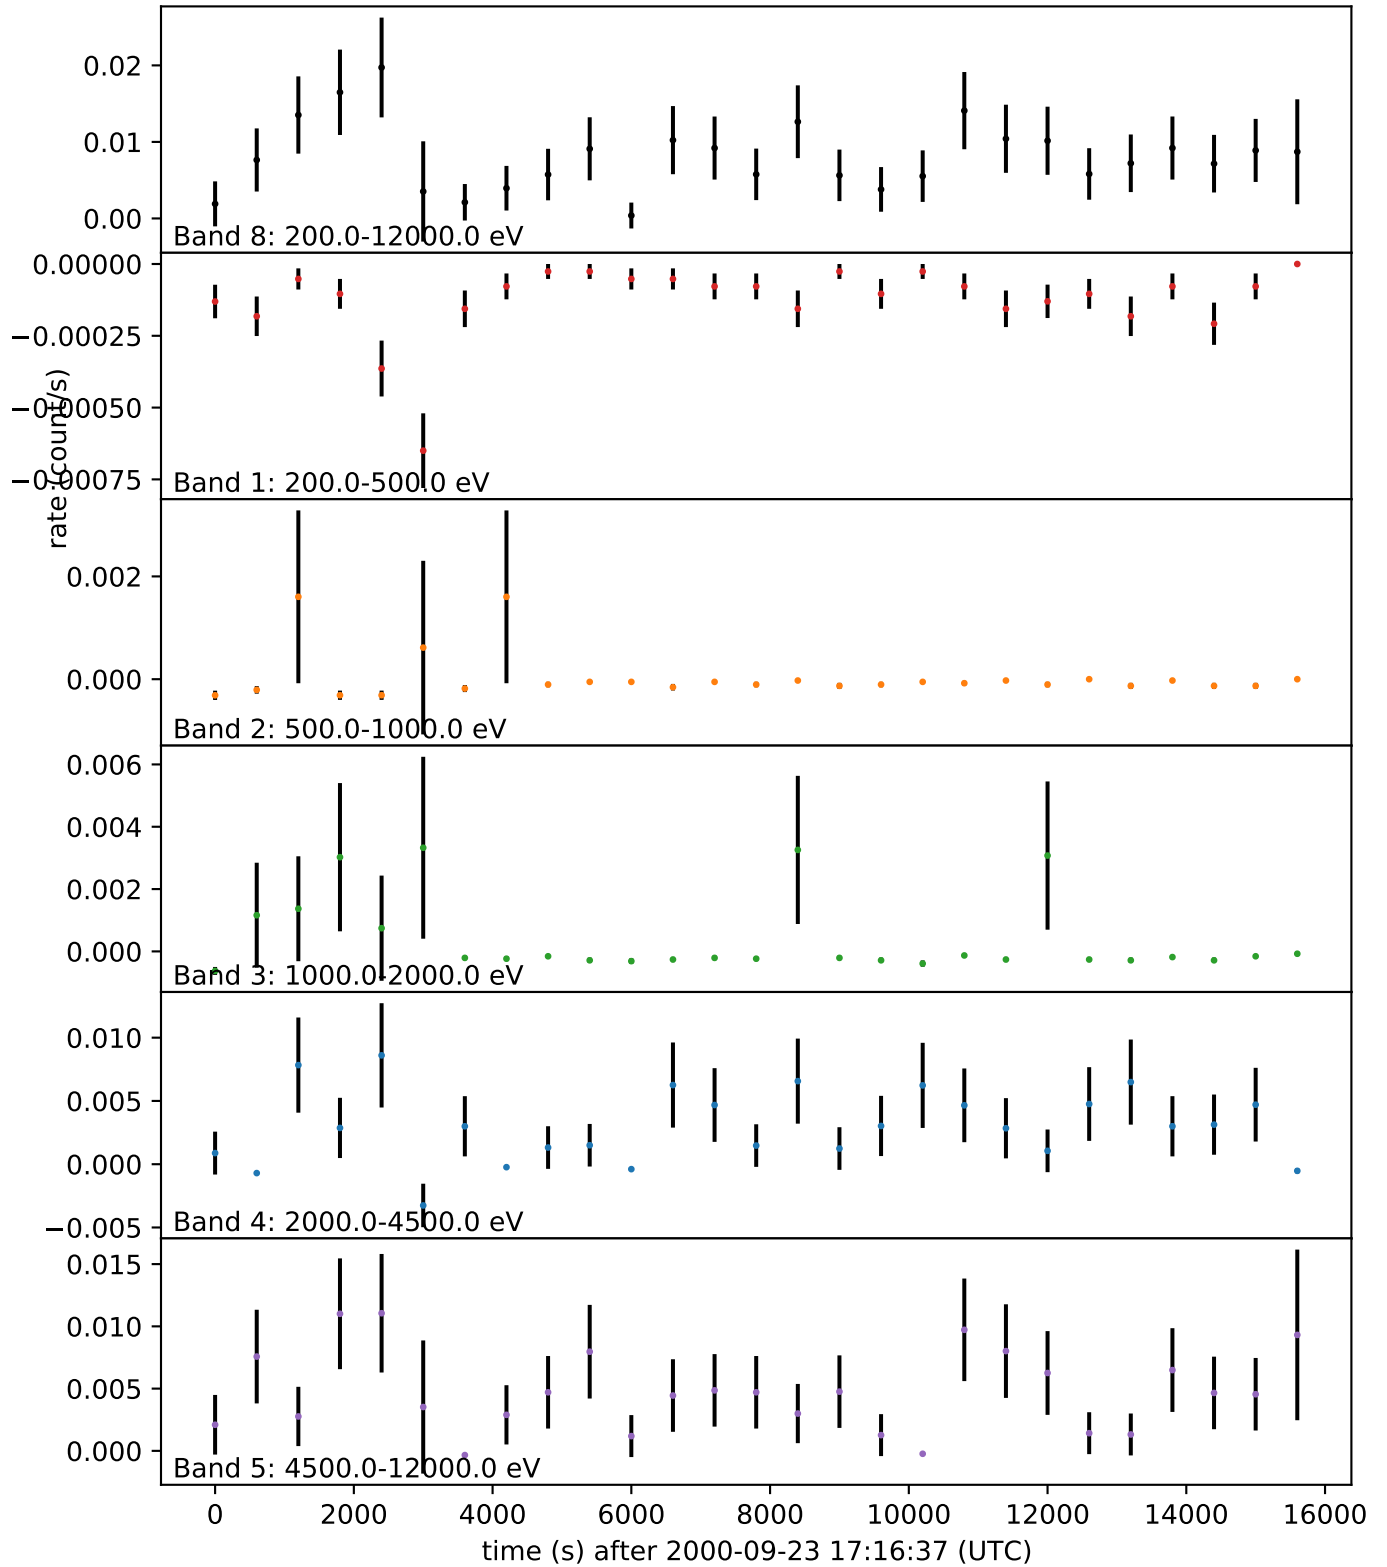 0.02
0.01
0.00
Band 8: 200.0-12000.0 eV
0.00000
−0.00025
−0.00050
−0.00075
Band 1: 200.0-500.0 eV
rate (count/s)
0.002
0.000
Band 2: 500.0-1000.0 eV
0.006
0.004
0.002
0.000
Band 3: 1000.0-2000.0 eV
0.010
0.005
0.000
−0.005
Band 4: 2000.0-4500.0 eV
0.015
0.010
0.005
0.000
Band 5: 4500.0-12000.0 eV
0 2000 4000 6000 8000 10000 12000 14000 16000
time (s) after 2000-09-23 17:16:37 (UTC)